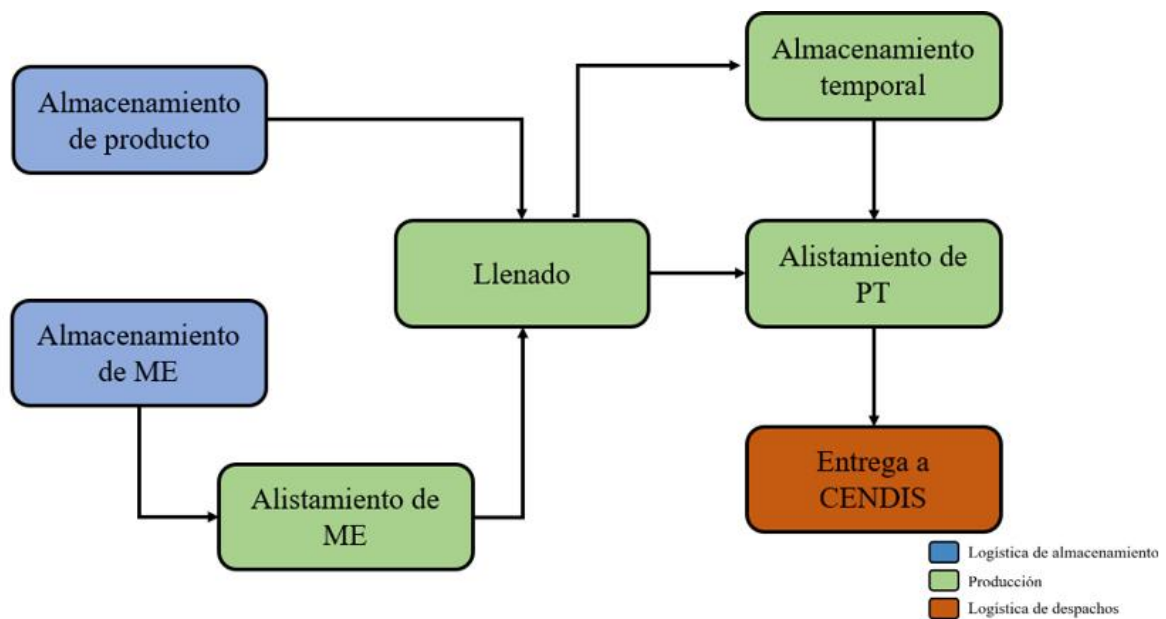 Almacenamiento
de producto
Almacenamiento
temporal
Llenado
Alistamiento de
PT
Almacenamiento
de ME
Alistamiento de
ME
Entrega a
CENDIS
Logística de almacenamiento
Producción
Logística de despachos